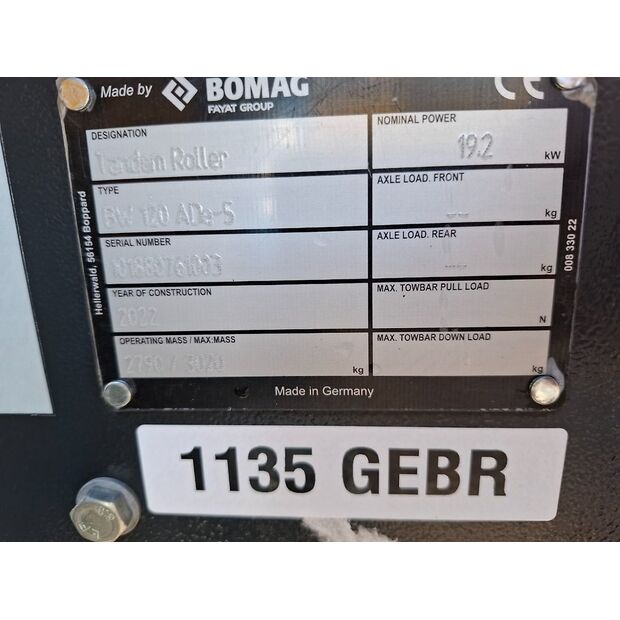 Made by BOMAG
FAYAT GROUP
CE
DESIGNATION
Tandem Roller
NOMINAL POWER
19.2 kW
TYPE
BW 120 ADe-5
AXLE LOAD. FRONT
-- kg
SERIAL NUMBER
AXLE LOAD. REAR
-- kg
YEAR OF CONSTRUCTION
2022
MAX. TOWBAR PULL LOAD
N
OPERATING MASS / MAX.MASS
2790 / 3020 kg
MAX. TOWBAR DOWN LOAD
kg
Made in Germany
Hellerwald, 56154 Boppard
008 330 22
1135 GEBR